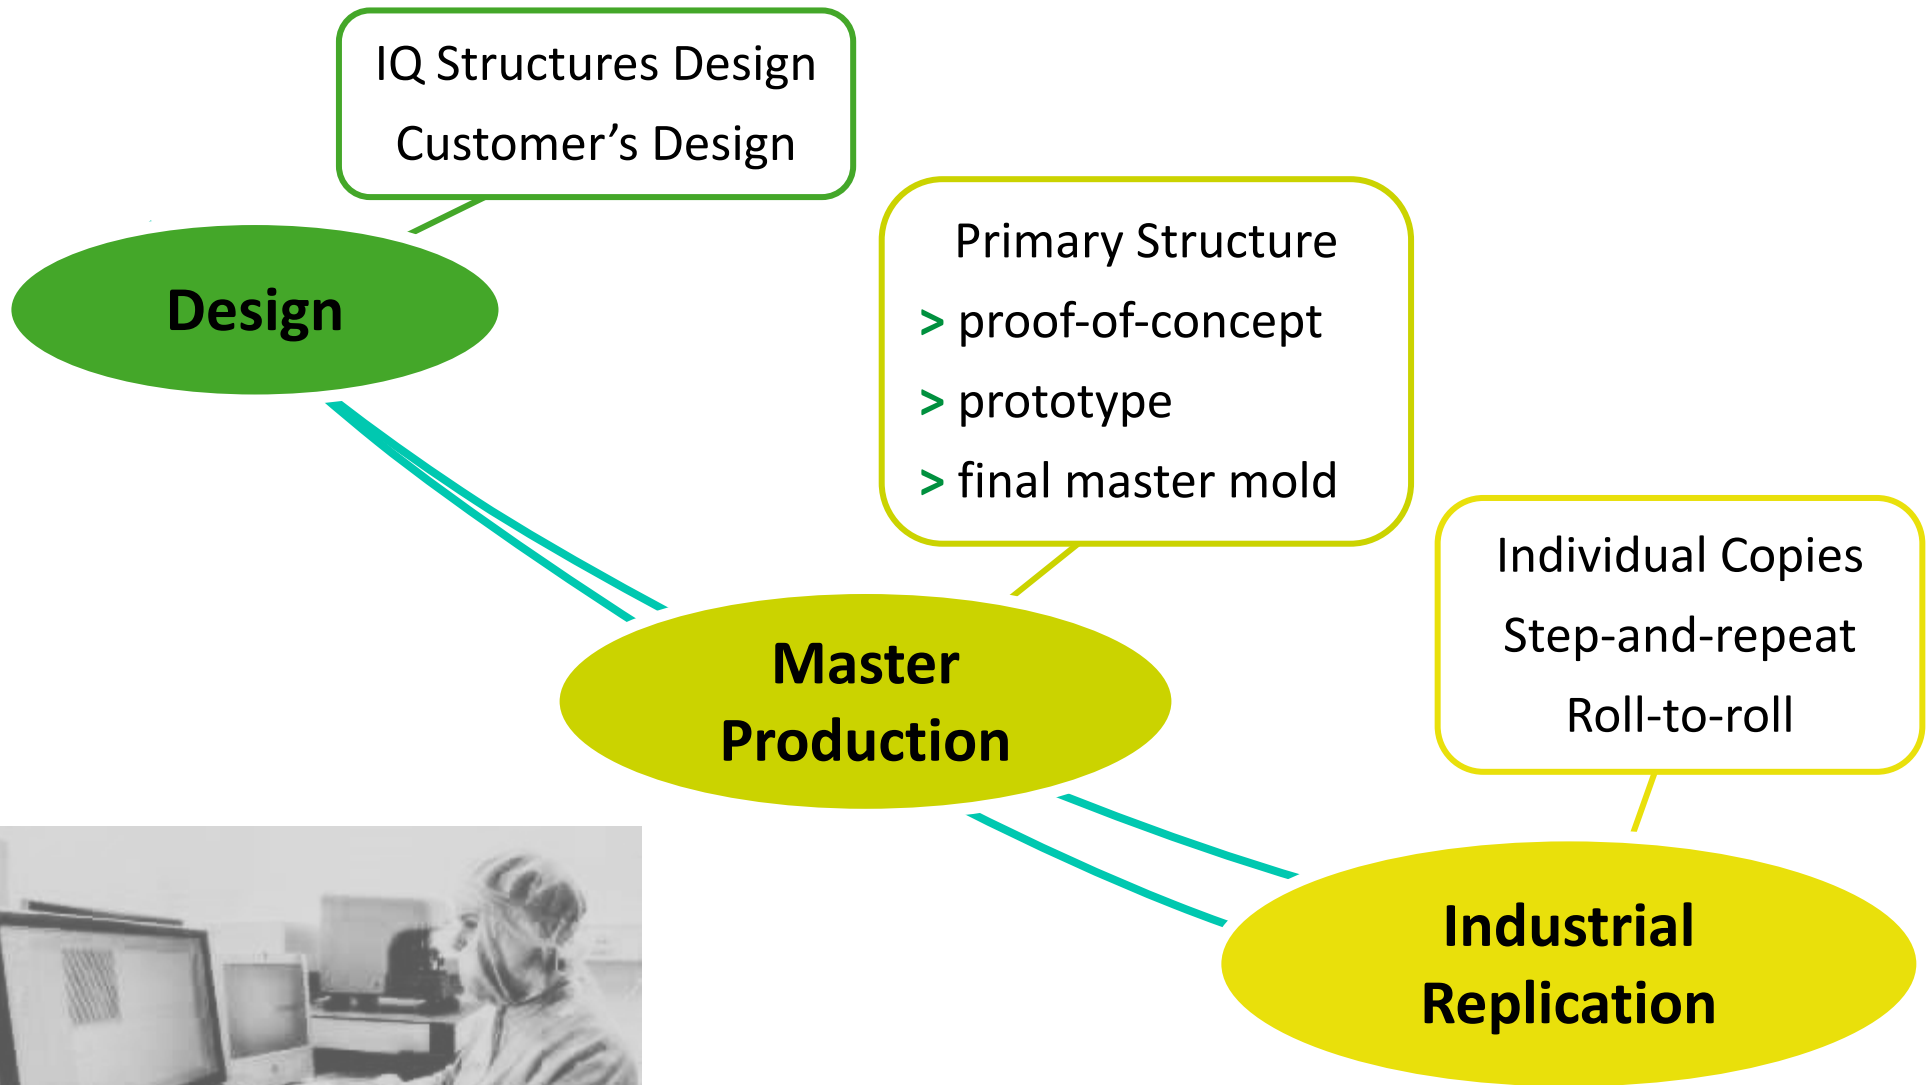 IQ Structures Design
Customer’s Design
Design
Primary Structure
> proof-of-concept
> prototype
> final master mold
Master
Production
Individual Copies
Step-and-repeat
Roll-to-roll
Industrial
Replication